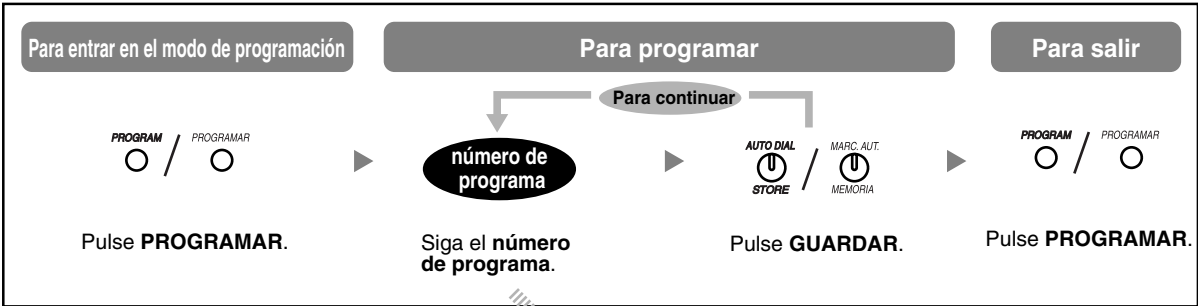 Para entrar en el modo de programación
Para programar
Para salir
Para continuar
PROGRAM / PROGRAMAR
número de
programa
AUTO DIAL
STORE
/
MARC. AUT.
MEMORIA
PROGRAM / PROGRAMAR
Pulse PROGRAMAR.
Siga el número
de programa.
Pulse GUARDAR.
Pulse PROGRAMAR.